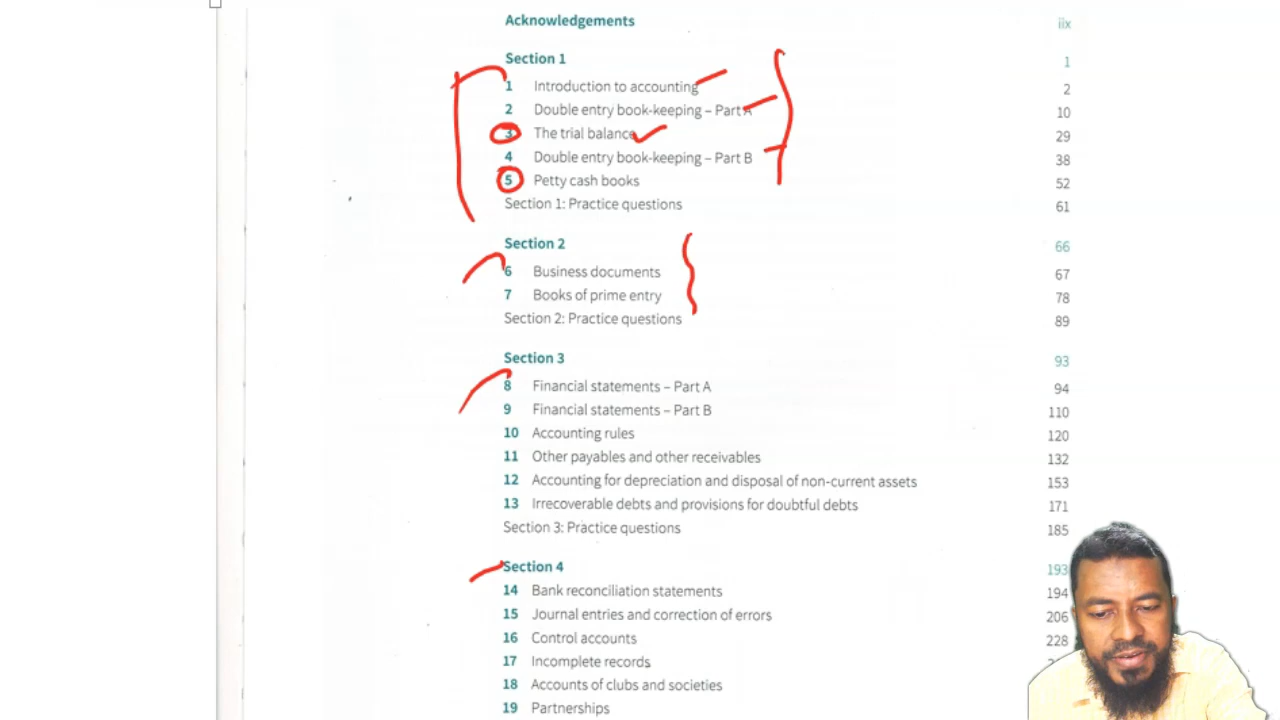 Acknowledgements iix
Section 1 1
1 Introduction to accounting 2
2 Double entry book-keeping – Part A 10
3 The trial balance 29
4 Double entry book-keeping – Part B 38
5 Petty cash books 52
Section 1: Practice questions 61
Section 2 66
6 Business documents 67
7 Books of prime entry 78
Section 2: Practice questions 89
Section 3 93
8 Financial statements – Part A 94
9 Financial statements – Part B 110
10 Accounting rules 120
11 Other payables and other receivables 132
12 Accounting for depreciation and disposal of non-current assets 153
13 Irrecoverable debts and provisions for doubtful debts 171
Section 3: Practice questions 185
Section 4 193
14 Bank reconciliation statements 194
15 Journal entries and correction of errors 206
16 Control accounts 228
17 Incomplete records
18 Accounts of clubs and societies
19 Partnerships